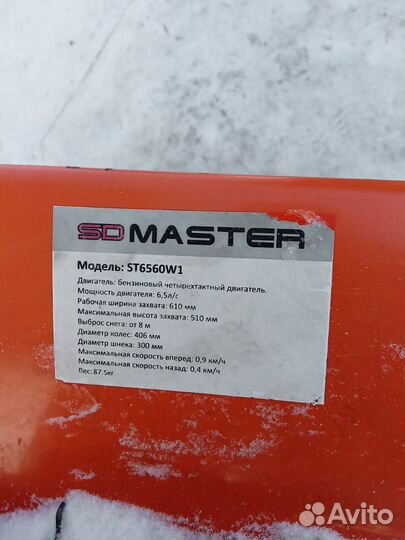 SD MASTER
Модель: ST6560W1
Двигатель: бензиновый четырехтактный двигатель.
Мощность двигателя: 6,5л/с
Рабочая ширина захвата: 610 мм
Максимальная высота захвата: 510 мм
Выброс снега: от 8 м
Диаметр колес: 406 мм
Диаметр шнека: 300 мм
Максимальная скорость вперед: 0,9 км/ч
Максимальная скорость назад: 0,4 км/ч
Вес: 87.5кг
Avito